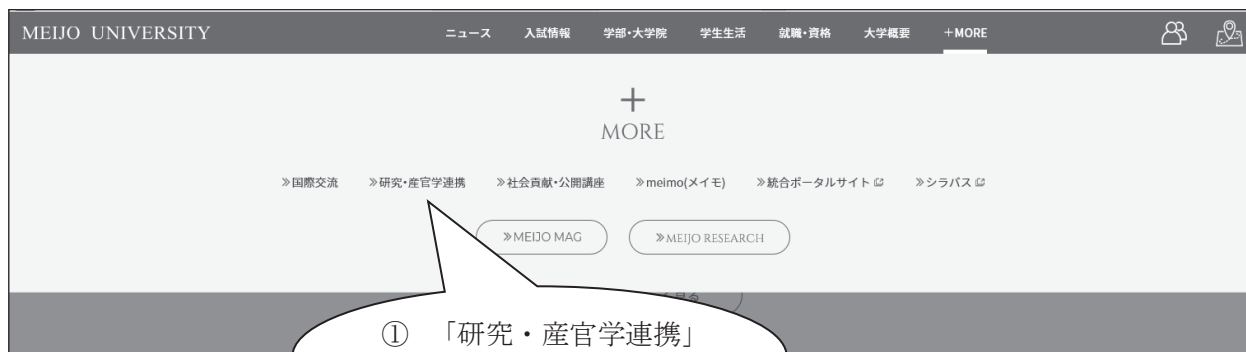 MEIJO UNIVERSITY ニュース 入試情報 学部・大学院 学生生活 就職・資格 大学概要 +MORE
+
MORE
≫国際交流 ≫研究・産官学連携 ≫社会貢献・公開講座 ≫meimo(メイモ) ≫統合ポータルサイト ≫シラバス
≫MEIJO MAG ≫MEIJO RESEARCH
見る
① 「研究・産官学連携」